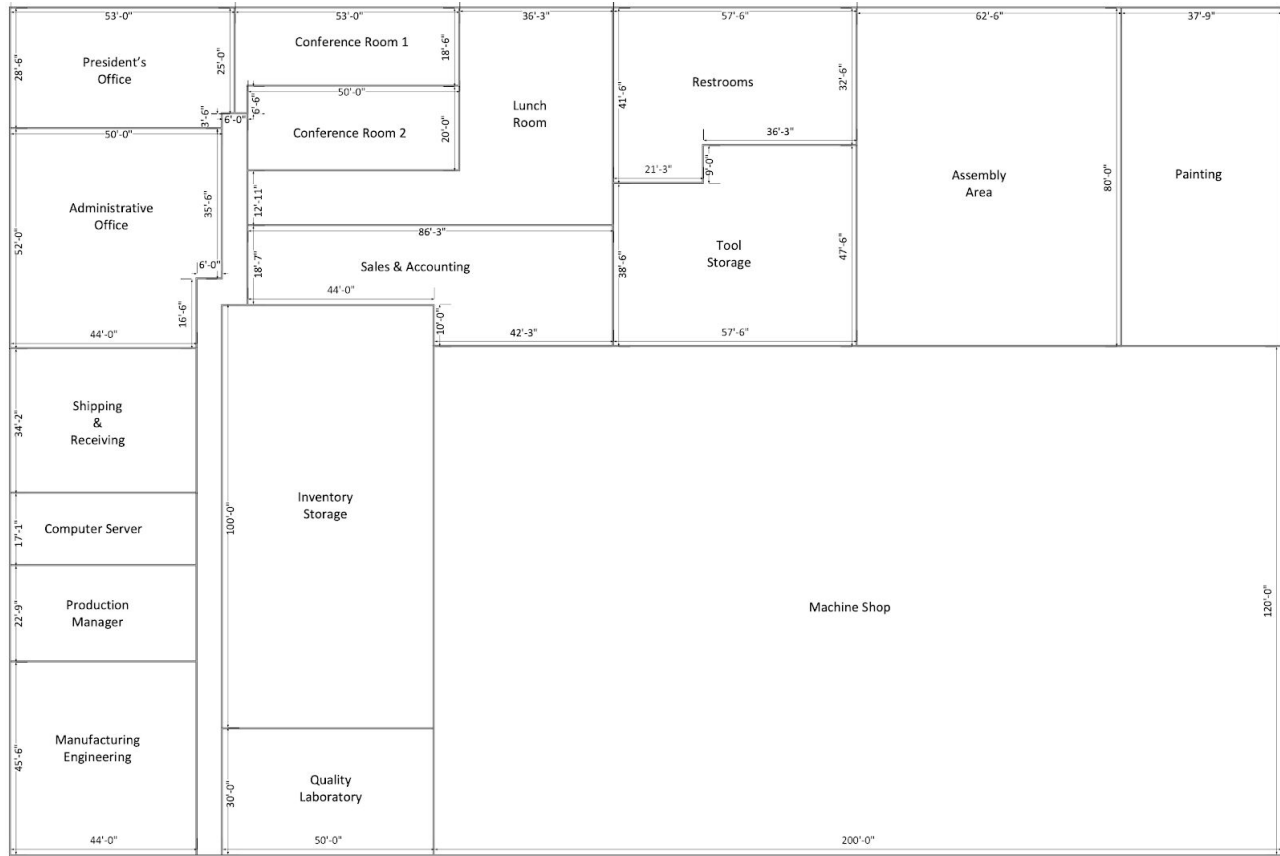 53'-0"
53'-0"
36'-3"
57'-6"
62'-6"
37'-9"
28'-6"
President's
Office
25'-0"
Conference Room 1
18'-6"
3'-6"
6'-0"
6'-6"
50'-0"
Conference Room 2
20'-0"
Lunch
Room
12'-11"
41'-6"
Restrooms
32'-6"
36'-3"
21'-3"
9'-0"
Tool
Storage
38'-6"
47'-6"
57'-6"
Assembly
Area
80'-0"
Painting
50'-0"
Administrative
Office
52'-0"
35'-6"
6'-0"
16'-6"
44'-0"
86'-3"
Sales & Accounting
18'-7"
44'-0"
10'-0"
42'-3"
34'-2"
Shipping
&
Receiving
17'-1"
Computer Server
22'-9"
Production
Manager
45'-6"
Manufacturing
Engineering
44'-0"
Inventory
Storage
100'-0"
Quality
Laboratory
30'-0"
50'-0"
Machine Shop
120'-0"
200'-0"